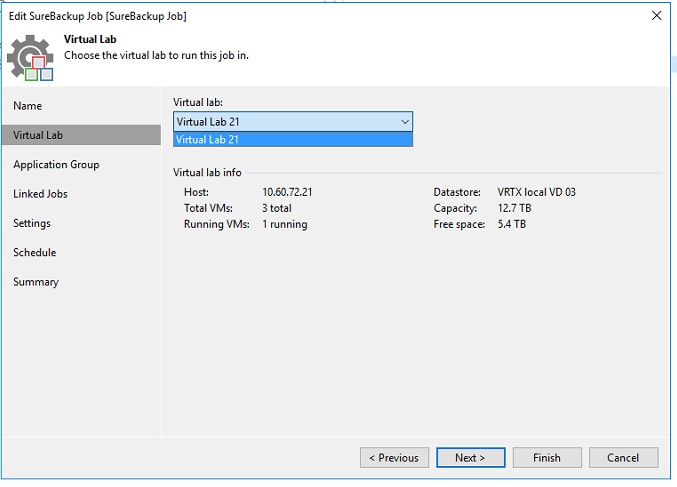 Edit SureBackup Job [SureBackup Job]
Virtual Lab
Choose the virtual lab to run this job in.
Name
Virtual Lab
Application Group
Linked Jobs
Settings
Schedule
Summary
Virtual lab:
Virtual Lab 21
Virtual Lab 21
Virtual lab info
Host: 10.60.72.21 Datastore: VRTX local VD 03
Total VMs: 3 total Capacity: 12.7 TB
Running VMs: 1 running Free space: 5.4 TB
< Previous Next > Finish Cancel